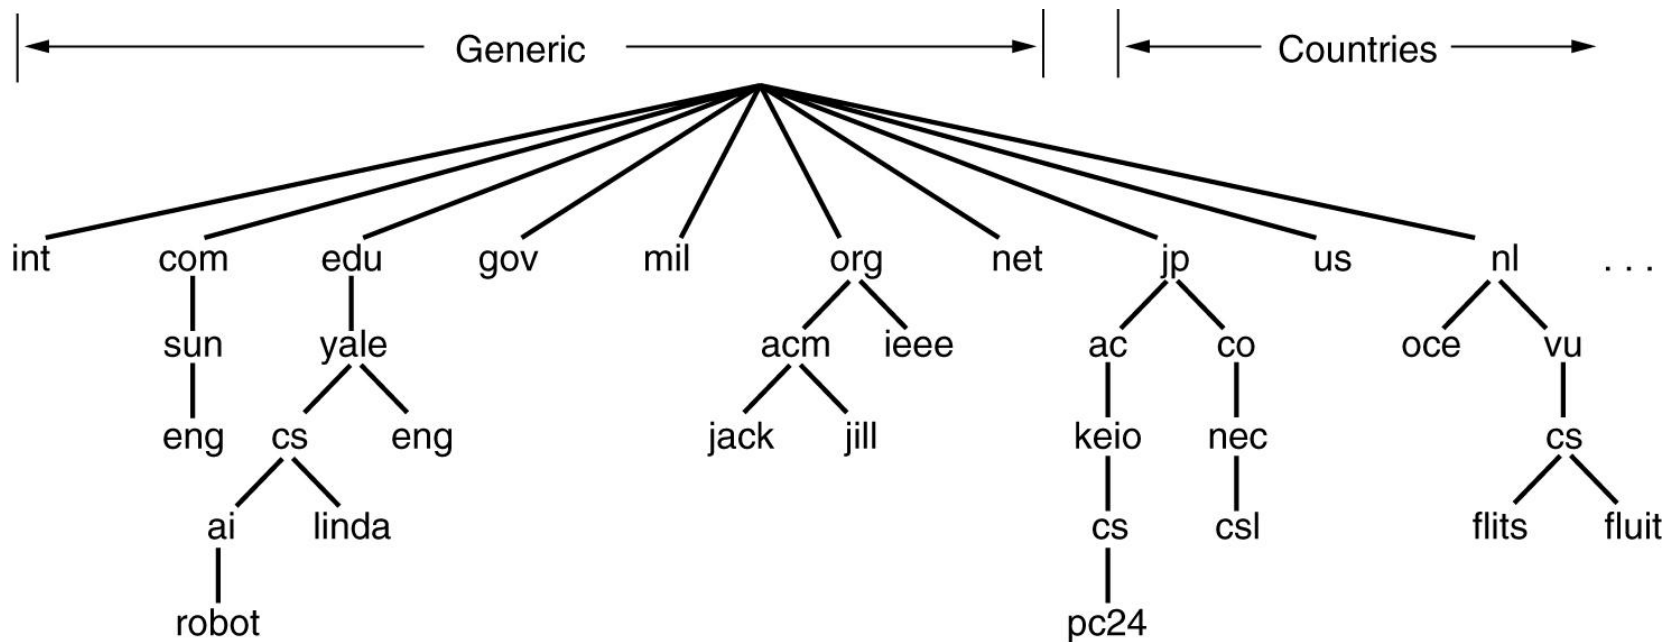 Generic Countries
int com edu gov mil org net jp us nl . . .
sun yale acm ieee ac co oce vu
eng cs eng jack jill keio nec cs
ai linda cs csl flits fluit
robot pc24